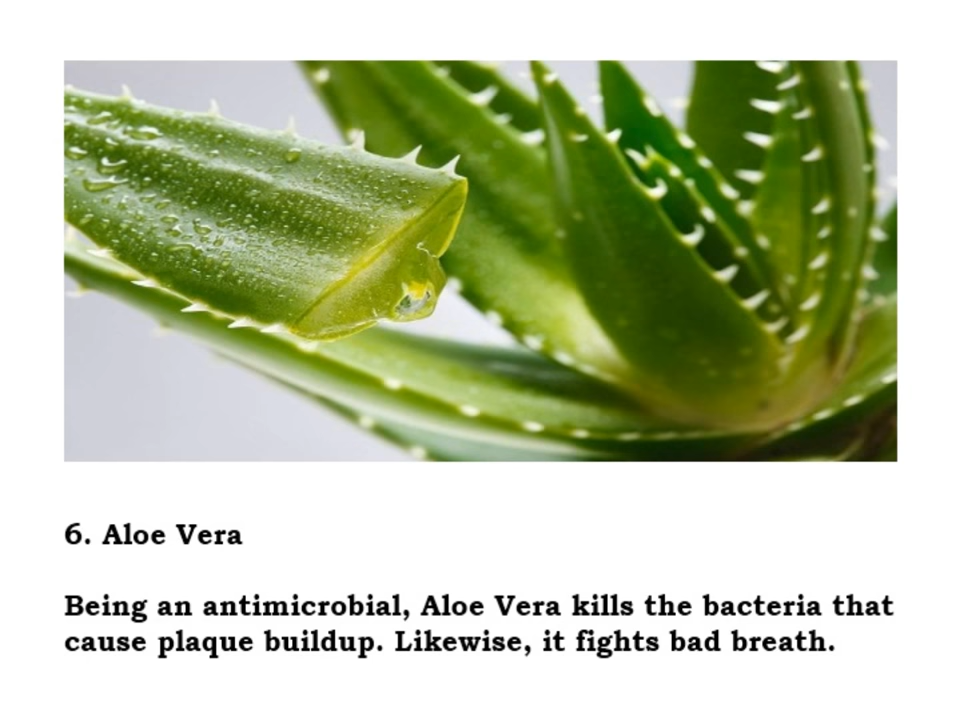 6. Aloe Vera
Being an antimicrobial, Aloe Vera kills the bacteria that
cause plaque buildup. Likewise, it fights bad breath.